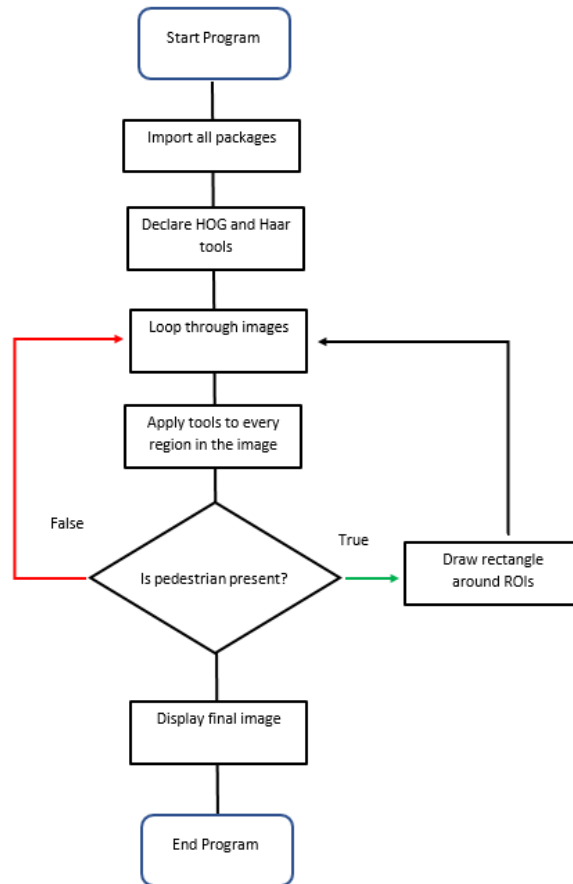 Start Program
Import all packages
Declare HOG and Haar
tools
Loop through images
Apply tools to every
region in the image
False
True
Is pedestrian present?
Draw rectangle
around ROIs
Display final image
End Program